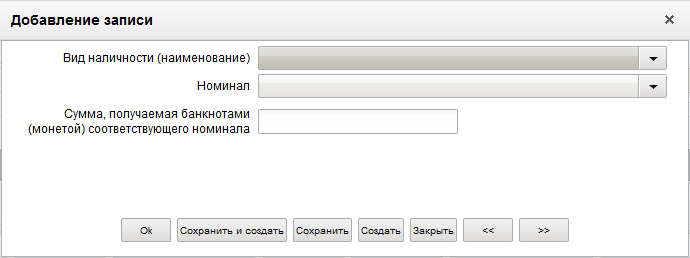 Добавление записи
Вид наличности (наименование)
Номинал
Сумма, получаемая банкнотами
(монетой) соответствующего номинала
Ok Сохранить и создать Сохранить Создать Закрыть << >>